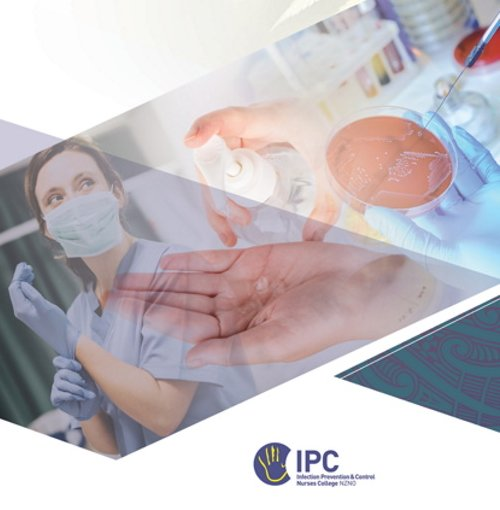 IPC
Infection Prevention & Control
Nurses College NZNO